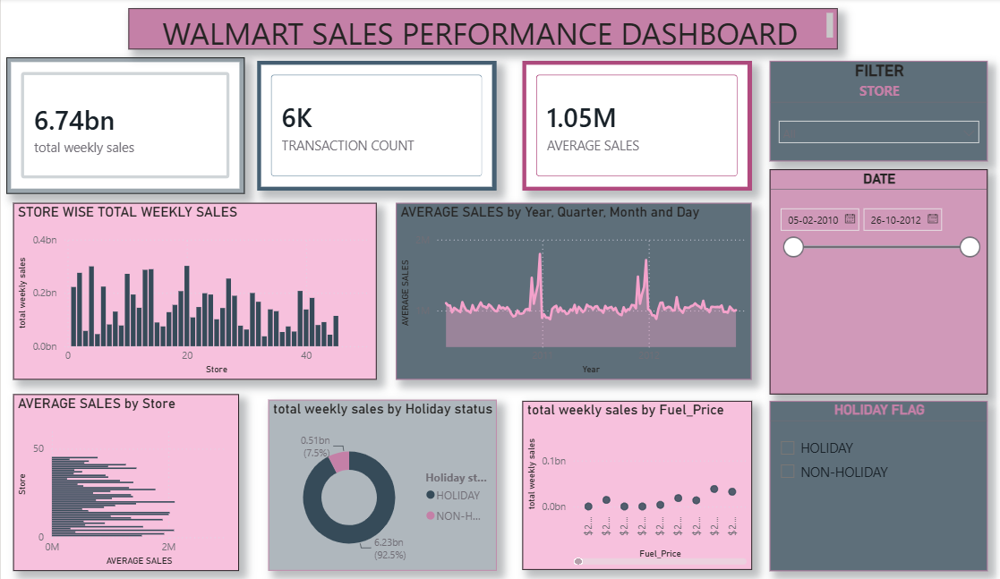 WALMART SALES PERFORMANCE DASHBOARD
6.74bn
total weekly sales
6K
TRANSACTION COUNT
1.05M
AVERAGE SALES
FILTER
STORE
DATE
05-02-2010
26-10-2012
STORE WISE TOTAL WEEKLY SALES
total weekly sales
0.4bn
0.2bn
0.0bn
0
20
40
Store
AVERAGE SALES by Year, Quarter, Month and Day
AVERAGE SALES
Year
AVERAGE SALES by Store
Store
50
0
0M
2M
AVERAGE SALES
total weekly sales by Holiday status
0.51bn
(7.5%)
6.23bn
(92.5%)
Holiday st...
HOLIDAY
NON-H...
total weekly sales by Fuel_Price
total weekly sales
0.1bn
0.0bn
$2....
$2....
$2....
$2....
$2....
$2....
$2....
$2....
$2....
Fuel_Price
HOLIDAY FLAG
HOLIDAY
NON-HOLIDAY